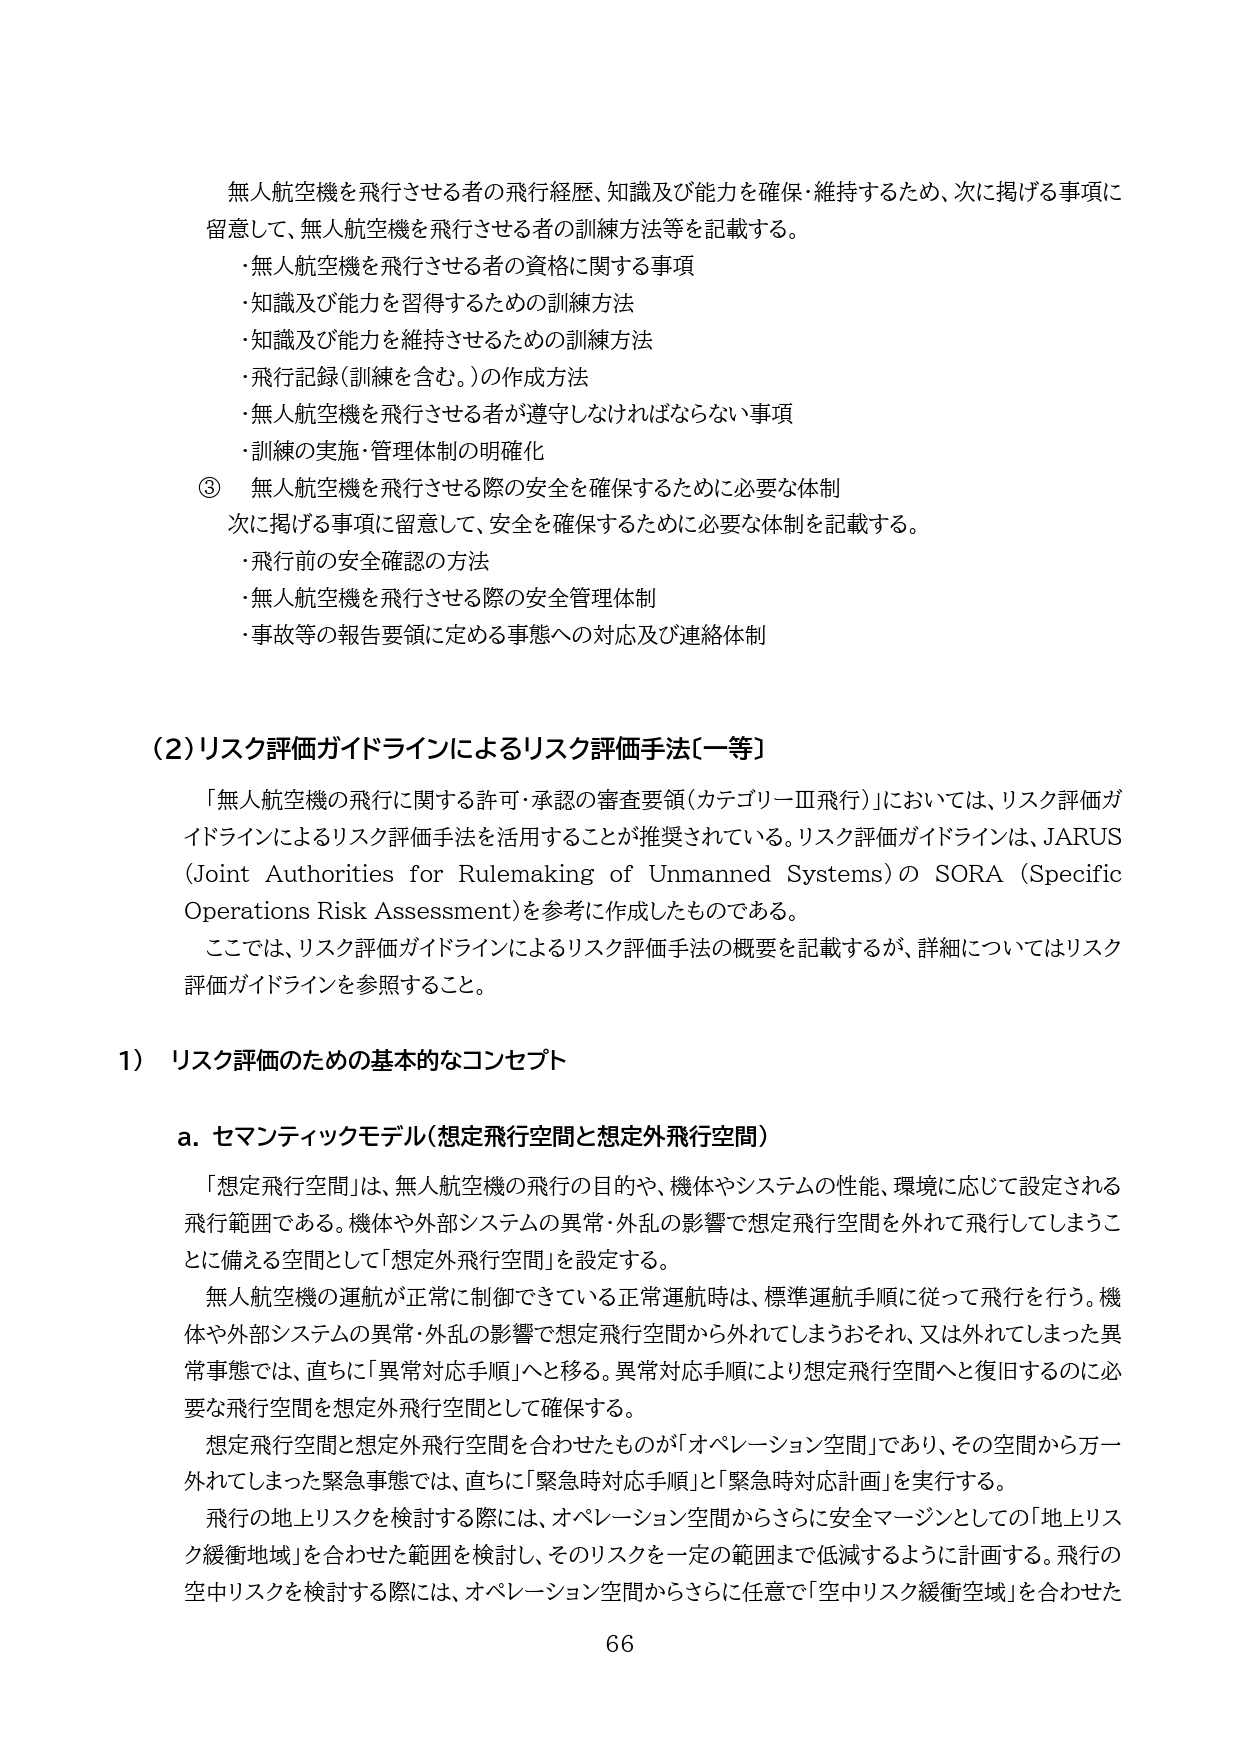 無人航空機を飛行させる者の飛行経歴、知識及び能力を確保・維持するため、次に掲げる事項に
留意して、無人航空機を飛行させる者の訓練方法等を記載する。
・無人航空機を飛行させる者の資格に関する事項
・知識及び能力を習得するための訓練方法
・知識及び能力を維持させるための訓練方法
・飛行記録（訓練を含む。）の作成方法
・無人航空機を飛行させる者が遵守しなければならない事項
・訓練の実施・管理体制の明確化
③　無人航空機を飛行させる際の安全を確保するために必要な体制
次に掲げる事項に留意して、安全を確保するために必要な体制を記載する。
・飛行前の安全確認の方法
・無人航空機を飛行させる際の安全管理体制
・事故等の報告要領に定める事態への対応及び連絡体制
（2）リスク評価ガイドラインによるリスク評価手法〔一等〕
「無人航空機の飛行に関する許可・承認の審査要領（カテゴリーⅢ飛行）」においては、リスク評価ガ
イドラインによるリスク評価手法を活用することが推奨されている。リスク評価ガイドラインは、JARUS
（Joint Authorities for Rulemaking of Unmanned Systems）の SORA （Specific
Operations Risk Assessment）を参考に作成したものである。
ここでは、リスク評価ガイドラインによるリスク評価手法の概要を記載するが、詳細についてはリスク
評価ガイドラインを参照すること。
1）　リスク評価のための基本的なコンセプト
a. セマンティックモデル（想定飛行空間と想定外飛行空間）
「想定飛行空間」は、無人航空機の飛行の目的や、機体やシステムの性能、環境に応じて設定される
飛行範囲である。機体や外部システムの異常・外乱の影響で想定飛行空間を外れて飛行してしまうこ
とに備える空間として「想定外飛行空間」を設定する。
無人航空機の運航が正常に制御できている正常運航時は、標準運航手順に従って飛行を行う。機
体や外部システムの異常・外乱の影響で想定飛行空間から外れてしまうおそれ、又は外れてしまった異
常事態では、直ちに「異常対応手順」へと移る。異常対応手順により想定飛行空間へと復旧するのに必
要な飛行空間を想定外飛行空間として確保する。
想定飛行空間と想定外飛行空間を合わせたものが「オペレーション空間」であり、その空間から万一
外れてしまった緊急事態では、直ちに「緊急時対応手順」と「緊急時対応計画」を実行する。
飛行の地上リスクを検討する際には、オペレーション空間からさらに安全マージンとしての「地上リス
ク緩衝地域」を合わせた範囲を検討し、そのリスクを一定の範囲まで低減するように計画する。飛行の
空中リスクを検討する際には、オペレーション空間からさらに任意で「空中リスク緩衝空域」を合わせた
66